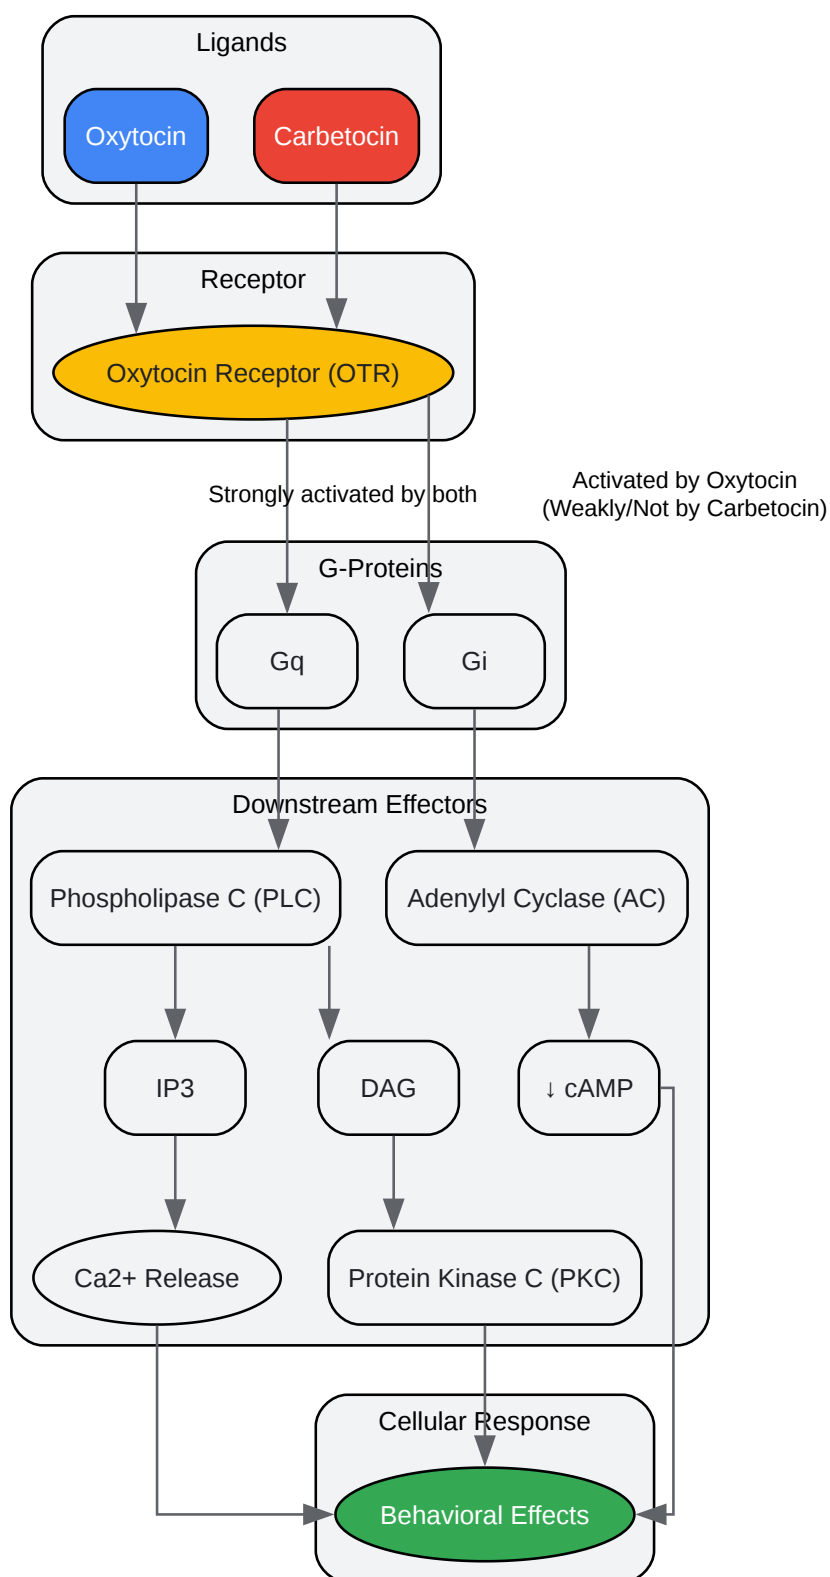 Ligands
Oxytocin
Carbetocin
Receptor
Oxytocin Receptor (OTR)
Strongly activated by both
Activated by Oxytocin
(Weakly/Not by Carbetocin)
G-Proteins
Gq
Gi
Downstream Effectors
Phospholipase C (PLC)
Adenylyl Cyclase (AC)
IP3
DAG
↓ cAMP
Ca2+ Release
Protein Kinase C (PKC)
Cellular Response
Behavioral Effects